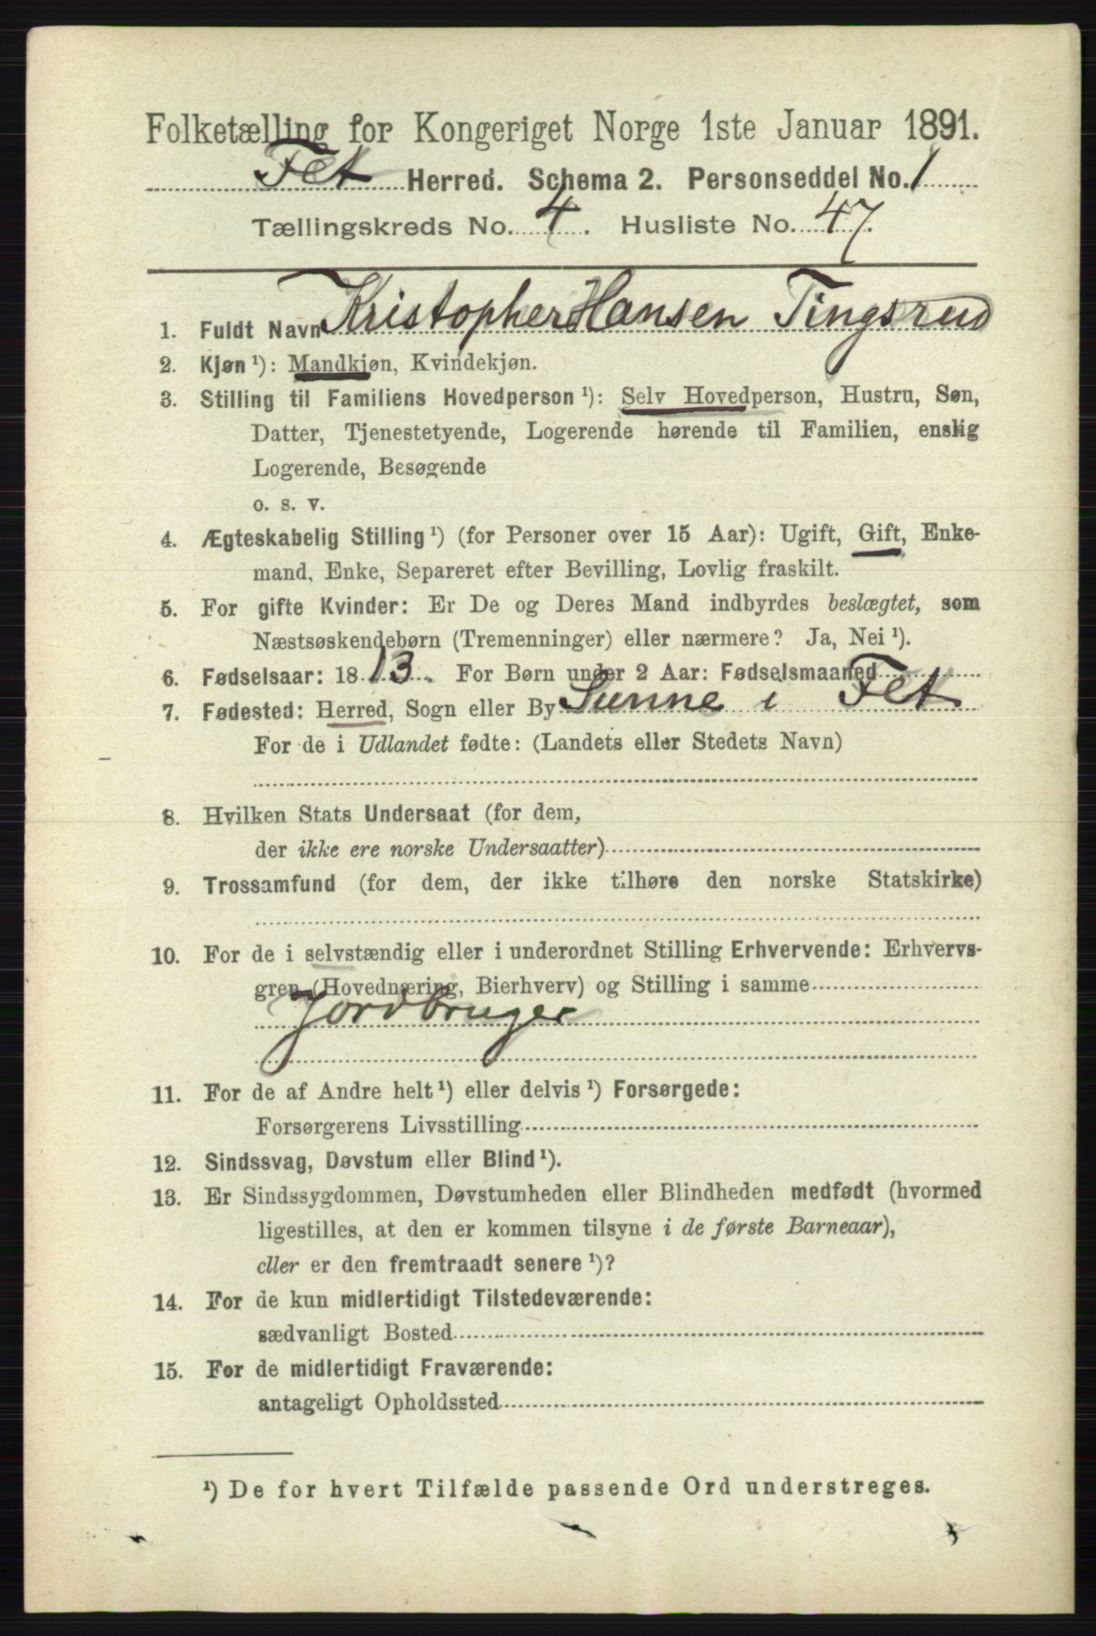 Folketælling for Kongeriget Norge 1ste Januar 1891.
Fet Herred. Schema 2. Personseddel No. 1
Tællingskreds No. 4. Husliste No. 47.
1. Fuldt Navn Kristopher Hansen Tingsrud
2. Kjøn ¹): Mandkjøn, Kvindekjøn.
3. Stilling til Familiens Hovedperson ¹): Selv Hovedperson, Hustru, Søn,
Datter, Tjenestetyende, Logerende hørende til Familien, enslig
Logerende, Besøgende
o. s. v.
4. Ægteskabelig Stilling ¹) (for Personer over 15 Aar): Ugift, Gift, Enke-
mand, Enke, Separeret efter Bevilling, Lovlig fraskilt.
5. For gifte Kvinder: Er De og Deres Mand indbyrdes beslægtet, som
Næstsøskendebørn (Tremenninger) eller nærmere? Ja, Nei ¹).
6. Fødselsaar: 1813. For Børn under 2 Aar: Fødselsmaaned
7. Fødested: Herred, Sogn eller By Sunne i Fet
For de i Udlandet fødte: (Landets eller Stedets Navn)
8. Hvilken Stats Undersaat (for dem,
der ikke ere norske Undersaatter)
9. Trossamfund (for dem, der ikke tilhøre den norske Statskirke)
10. For de i selvstændig eller i underordnet Stilling Erhvervende: Erhvervs-
gren (Hovednæring, Bierhverv) og Stilling i samme
Jordbruger
11. For de af Andre helt ¹) eller delvis ¹) Forsørgede:
Forsørgerens Livsstilling
12. Sindssvag, Døvstum eller Blind ¹).
13. Er Sindssygdommen, Døvstumheden eller Blindheden medfødt (hvormed
ligestilles, at den er kommen tilsyne i de første Barneaar),
eller er den fremtraadt senere ¹)?
14. For de kun midlertidigt Tilstedeværende:
sædvanligt Bosted
15. For de midlertidigt Fraværende:
antageligt Opholdssted
¹) De for hvert Tilfælde passende Ord understreges.